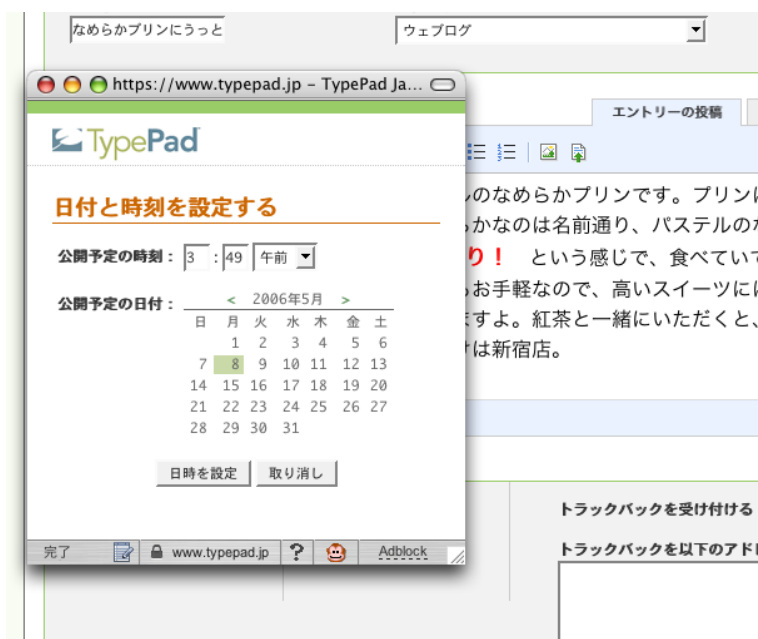 なめらかプリンにうっと
ウェブログ
https://www.typepad.jp – TypePad Ja...
エントリーの投稿
TypePad
日付と時刻を設定する
公開予定の時刻： 3 : 49 午前
公開予定の日付： < 2006年5月 >
日 月 火 水 木 金 土
1 2 3 4 5 6
7 8 9 10 11 12 13
14 15 16 17 18 19 20
21 22 23 24 25 26 27
28 29 30 31
日時を設定 取り消し
のなめらかプリンです。プリン
かなのは名前通り、パステルの
り！ という感じで、食べてい
お手軽なので、高いスイーツに
ますよ。紅茶と一緒にいただくと、
は新宿店。
トラックバックを受け付ける
トラックバックを以下のアド
完了 www.typepad.jp ? Adblock